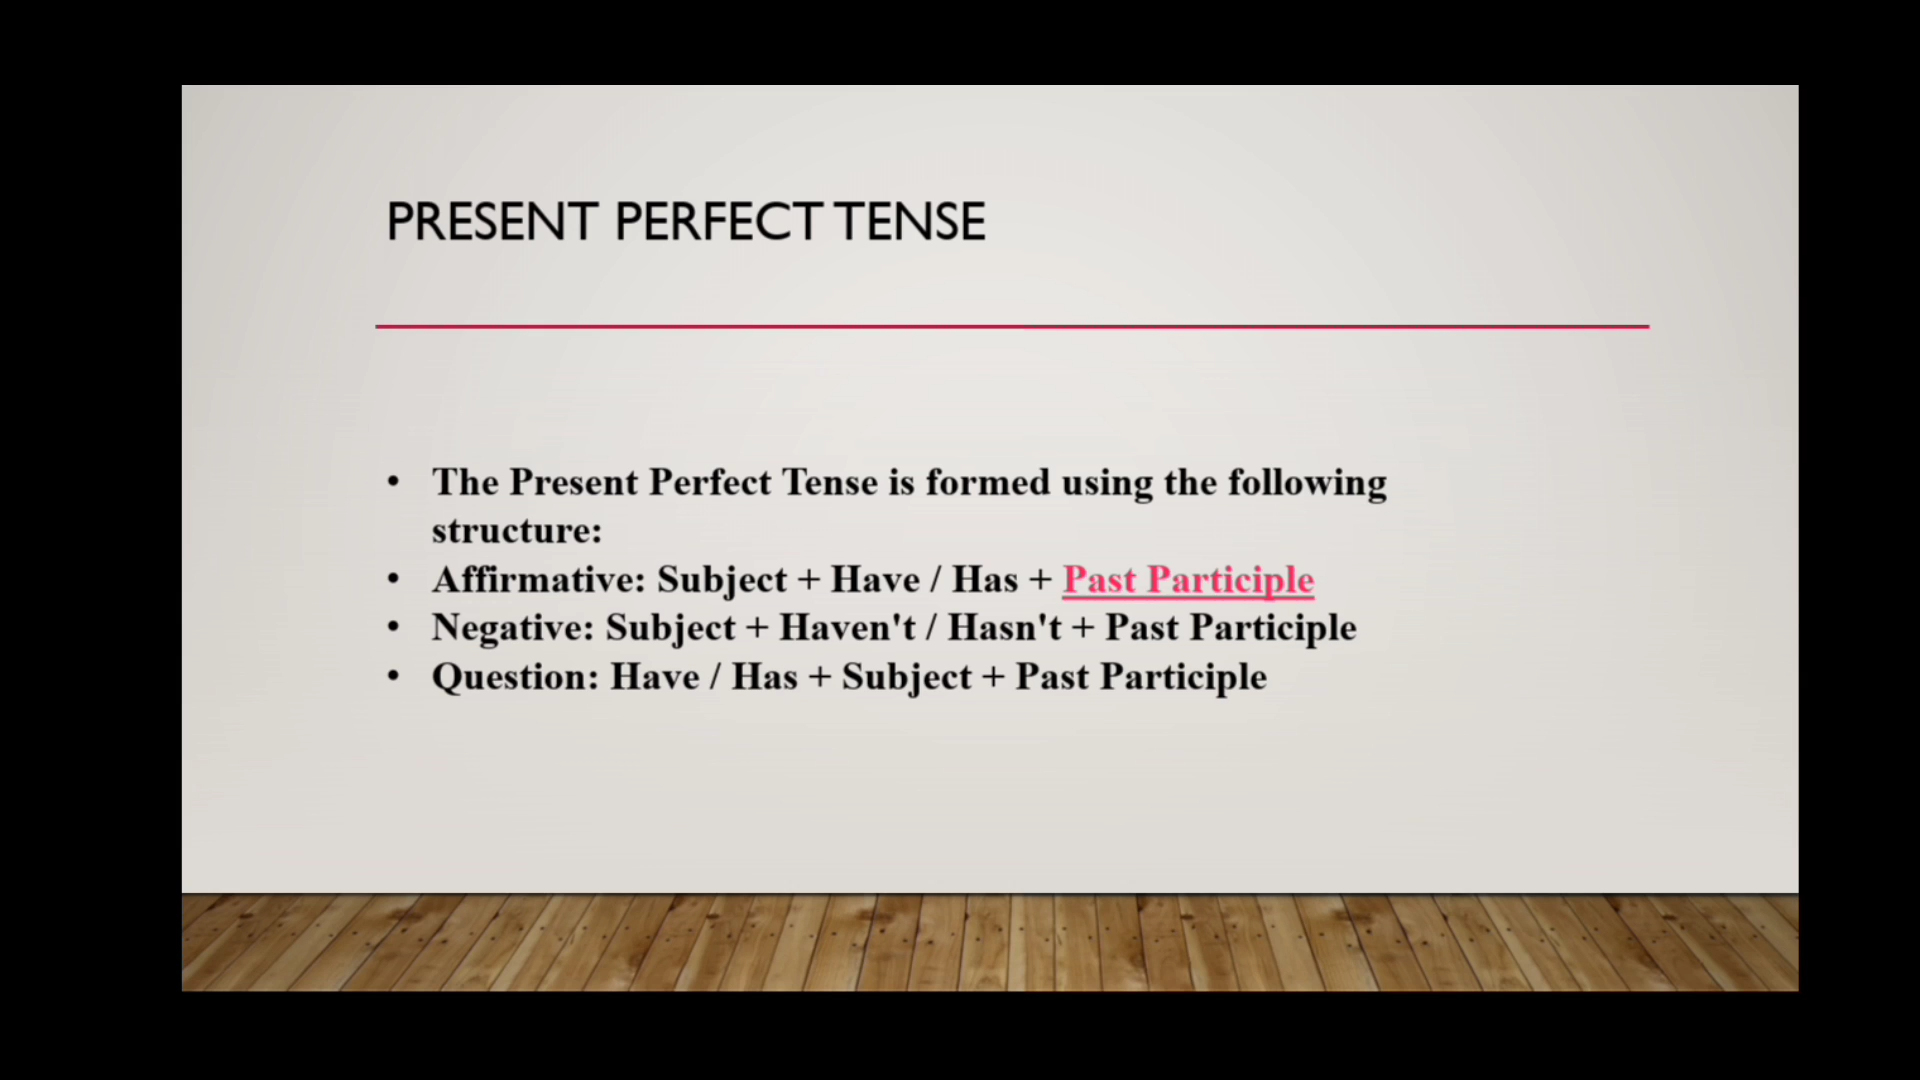 PRESENT PERFECT TENSE
• The Present Perfect Tense is formed using the following
structure:
• Affirmative: Subject + Have / Has + Past Participle
• Negative: Subject + Haven't / Hasn't + Past Participle
• Question: Have / Has + Subject + Past Participle